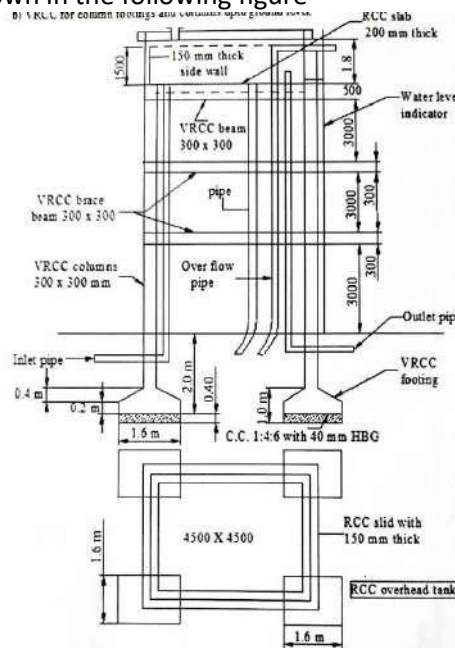 own in the following figure
b) VRCC for column footings and columns upto ground level.
RCC slab
200 mm thick
150 mm thick
side wall
1500
1.8
500
Water leve
indicator
VRCC beam
300 x 300
3000
VRCC brace
beam 300 x 300
pipe
3000
300
VRCC columns
300 x 300 mm
Over flow
pipe
3000
300
Outlet pip
Inlet pipe
2.0 m
0.40
VRCC
footing
0.4 m
0.2 m
1.0 m
1.6 m
C.C. 1:4:6 with 40 mm HBG
4500 X 4500
RCC slid with
150 mm thick
1.6 m
RCC overhead tank
1.6 m